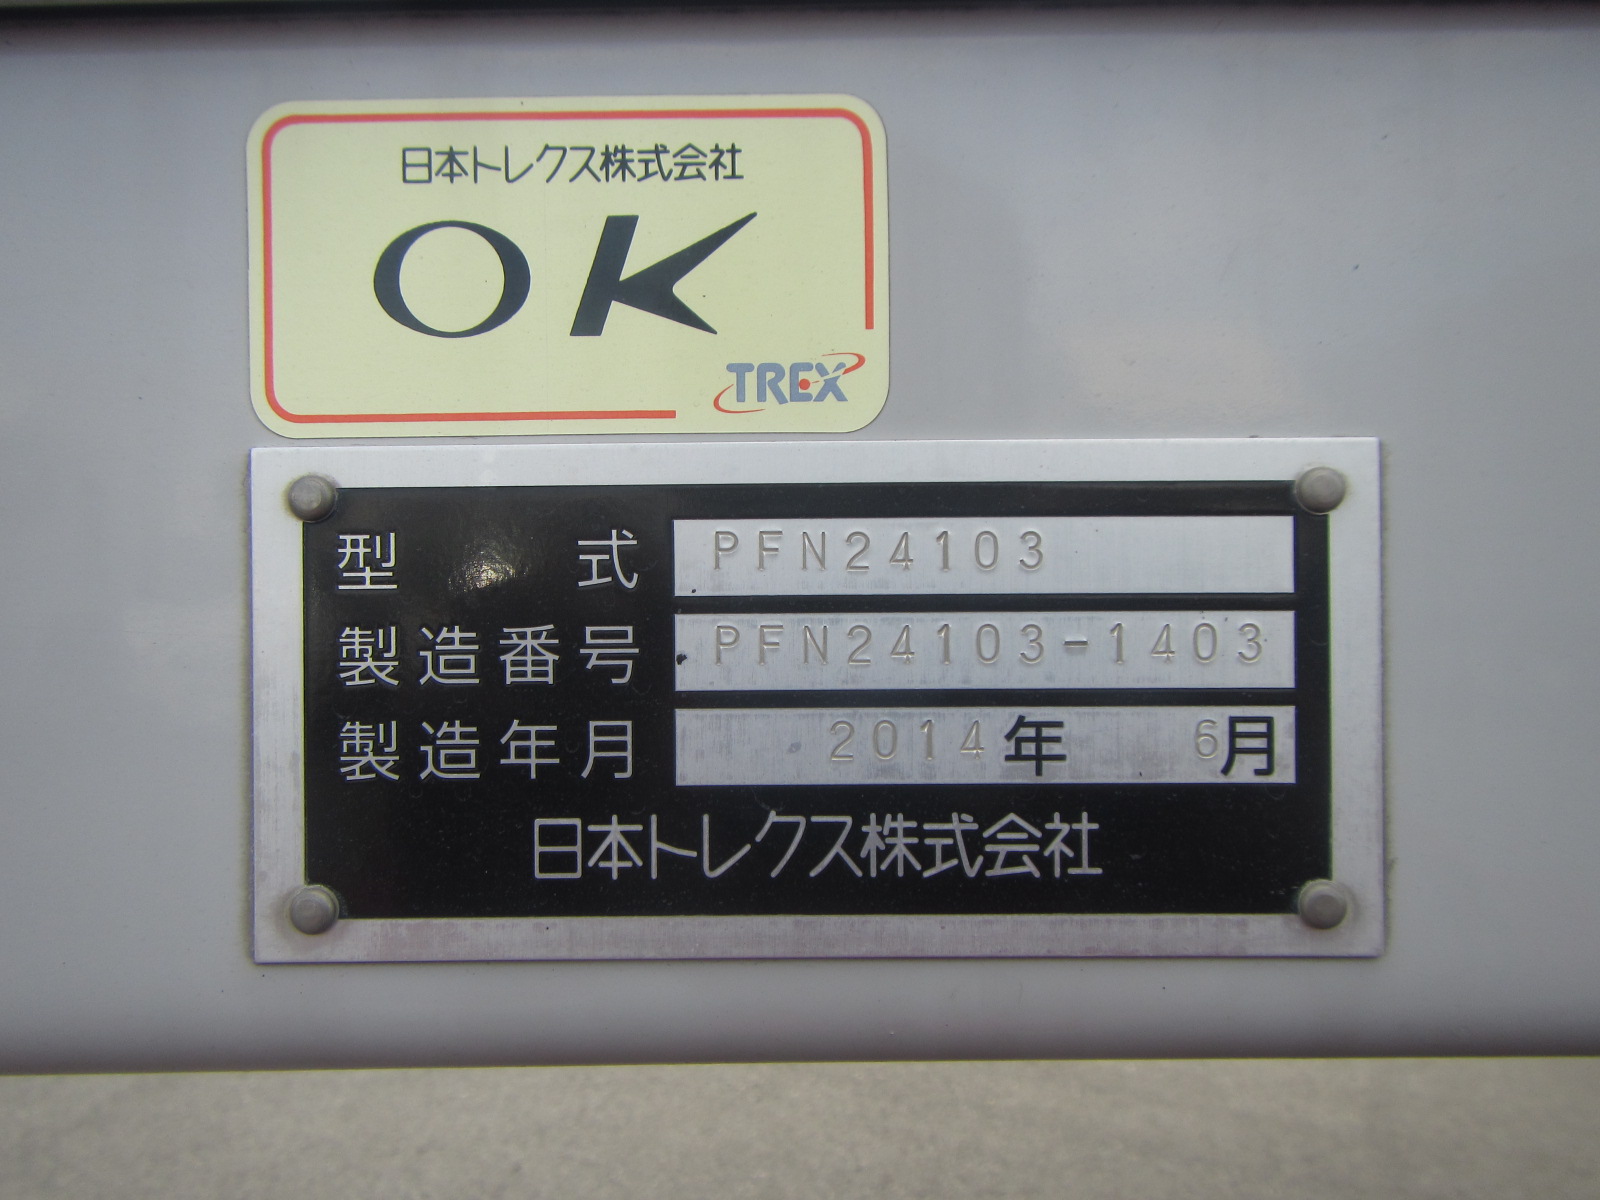 日本トレクス株式会社
OK
TREX
型式 PFN24103
製造番号 PFN24103-1403
製造年月 2014年 6月
日本トレクス株式会社